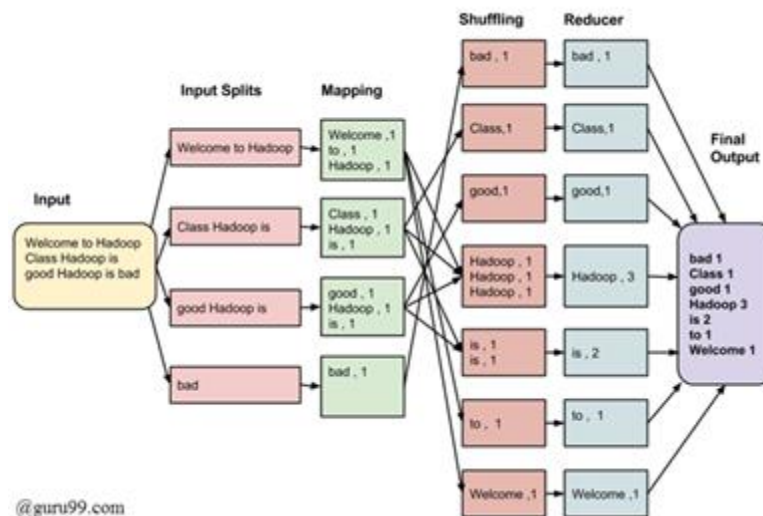 Input
Welcome to Hadoop
Class Hadoop is
good Hadoop is bad
Input Splits
Welcome to Hadoop
Class Hadoop is
good Hadoop is
bad
Mapping
Welcome ,1
to , 1
Hadoop , 1
Class , 1
Hadoop , 1
is , 1
good , 1
Hadoop , 1
is , 1
bad , 1
Shuffling
bad , 1
Class,1
good,1
Hadoop , 1
Hadoop , 1
Hadoop , 1
is , 1
is , 1
to , 1
Welcome ,1
Reducer
bad , 1
Class,1
good,1
Hadoop , 3
is , 2
to , 1
Welcome ,1
Final
Output
bad 1
Class 1
good 1
Hadoop 3
is 2
to 1
Welcome 1
@guru99.com